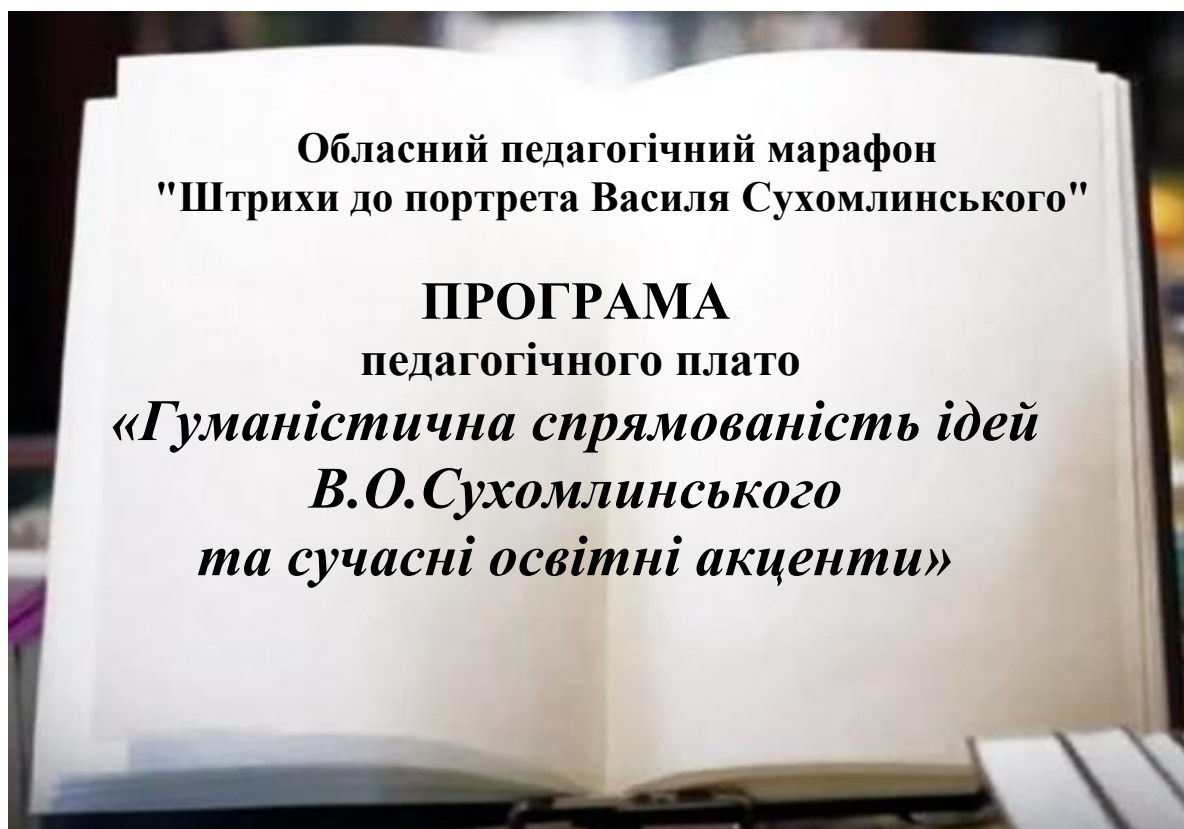 Обласний педагогічний марафон
"Штрихи до портрета Василя Сухомлинського"
ПРОГРАМА
педагогічного плато
«Гуманістична спрямованість ідей
В.О.Сухомлинського
та сучасні освітні акценти»